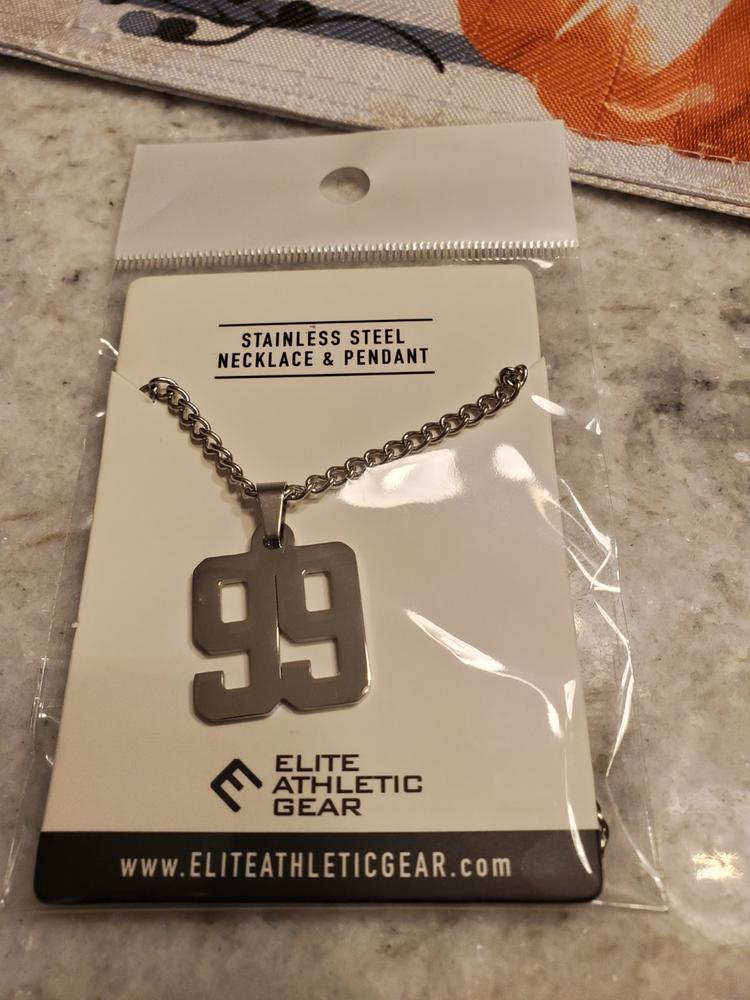 STAINLESS STEEL
NECKLACE & PENDANT
99
ELITE
ATHLETIC
GEAR
www.ELITEATHLETICGEAR.com